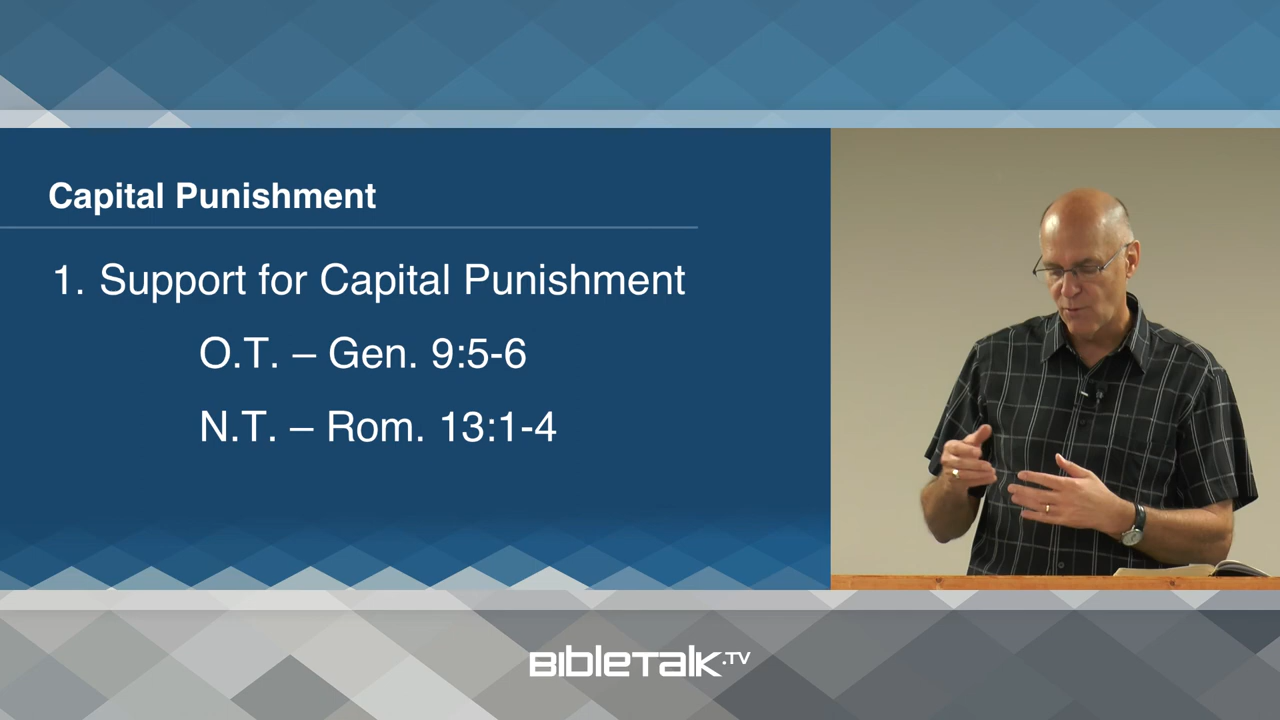 Capital Punishment
1. Support for Capital Punishment
O.T. – Gen. 9:5-6
N.T. – Rom. 13:1-4
BIBLETALK.TV